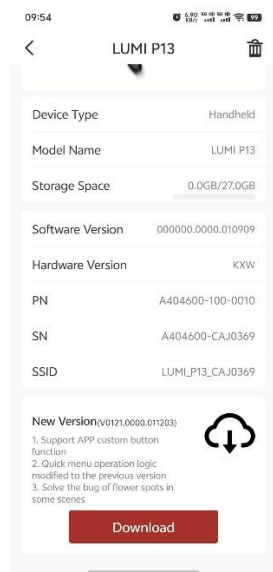 09:54
LUMI P13
Device Type Handheld
Model Name LUMI P13
Storage Space 0.0GB/27.0GB
Software Version 000000.0000.010909
Hardware Version KXW
PN A404600-100-0010
SN A404600-CAJ0369
SSID LUMI_P13_CAJ0369
New Version(V0121.0000.011203)
1. Support APP custom button
function
2. Quick menu operation logic
modified to the previous version
3. Solve the bug of flower spots in
some scenes
Download